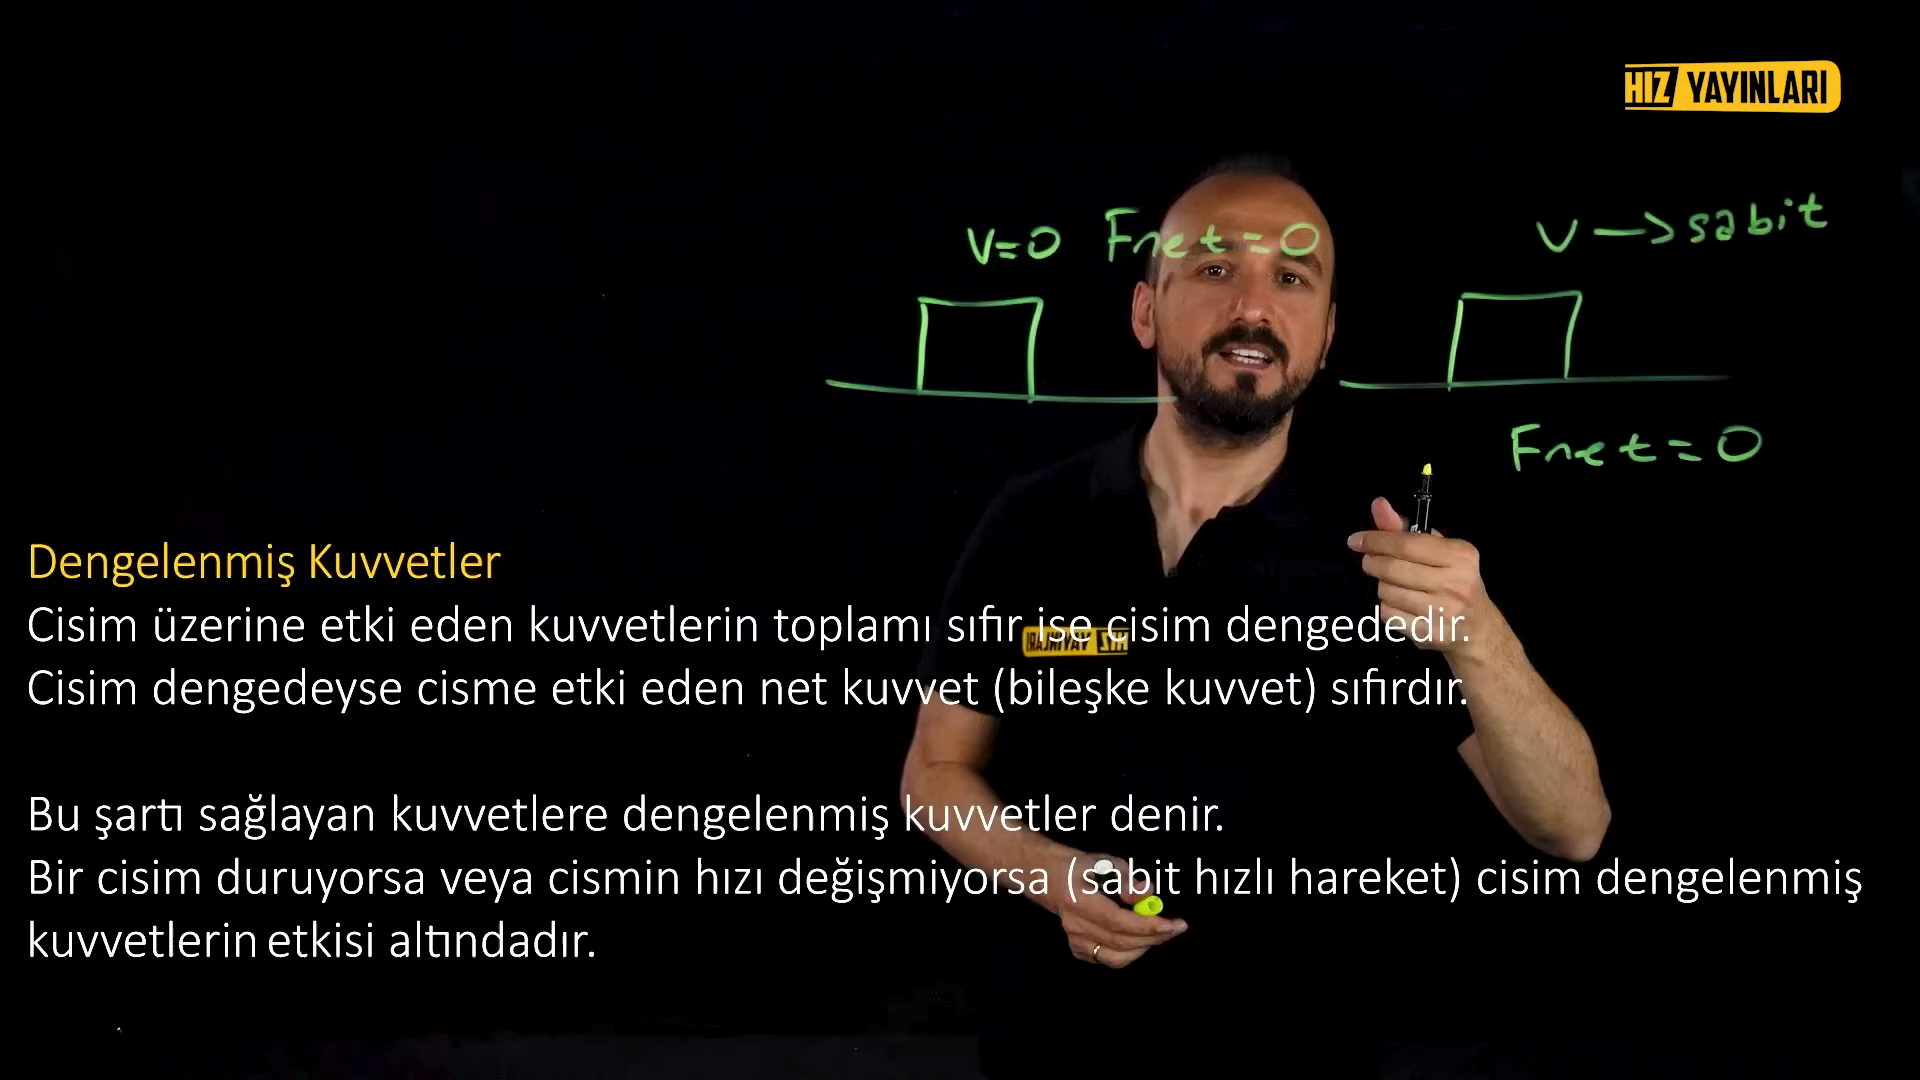 HIZ YAYINLARI
V=0 Fnet=0
V → sabit
Fnet=0
Dengelenmiş Kuvvetler
Cisim üzerine etki eden kuvvetlerin toplamı sıfır ise cisim dengededir.
HIZ YAYINLARI
Cisim dengedeyse cisme etki eden net kuvvet (bileşke kuvvet) sıfırdır.
Bu şartı sağlayan kuvvetlere dengelenmiş kuvvetler denir.
Bir cisim duruyorsa veya cismin hızı değişmiyorsa (sabit hızlı hareket) cisim dengelenmiş
kuvvetlerin etkisi altındadır.